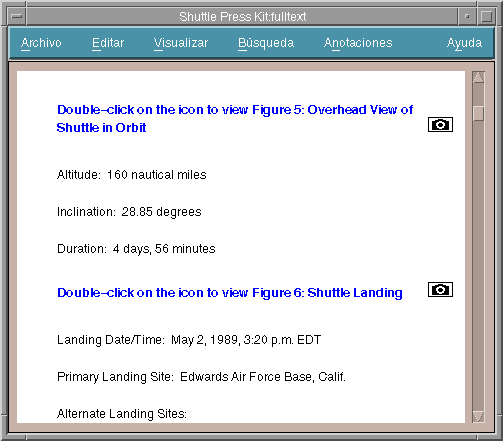 Shuttle Press Kit:fulltext
Archivo Editar Visualizar Búsqueda Anotaciones Ayuda
Double-click on the icon to view Figure 5: Overhead View of
Shuttle in Orbit
Altitude: 160 nautical miles
Inclination: 28.85 degrees
Duration: 4 days, 56 minutes
Double-click on the icon to view Figure 6: Shuttle Landing
Landing Date/Time: May 2, 1989, 3:20 p.m. EDT
Primary Landing Site: Edwards Air Force Base, Calif.
Alternate Landing Sites: